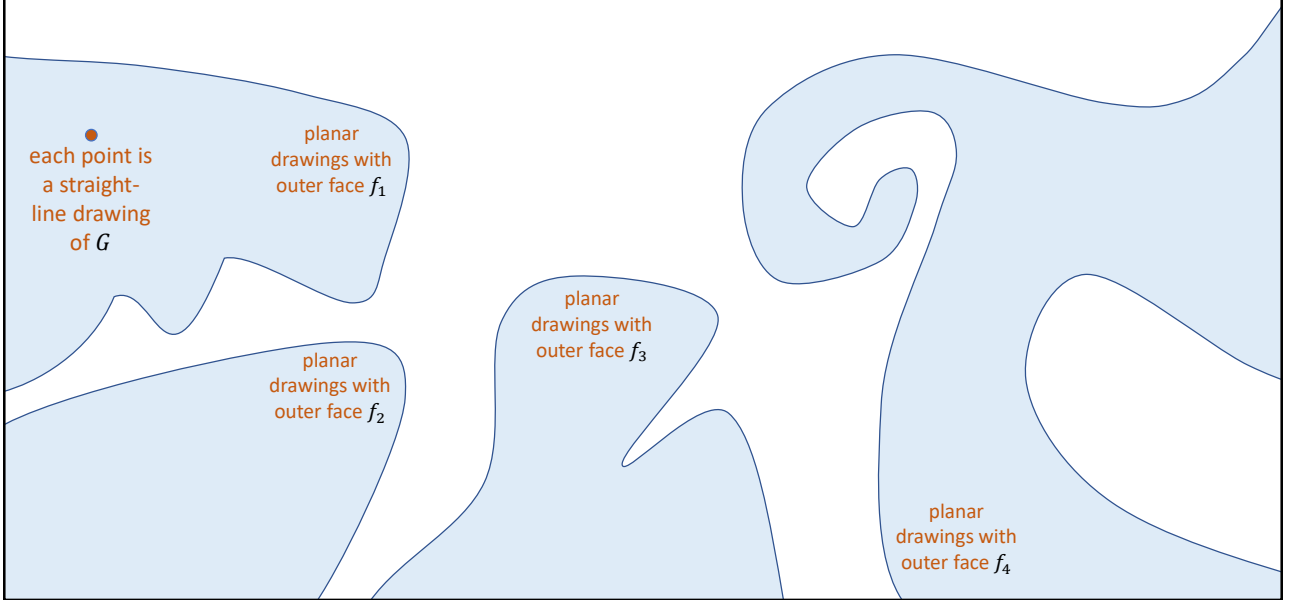 each point is
a straight-
line drawing
of G
planar
drawings with
outer face f₁
planar
drawings with
outer face f₂
planar
drawings with
outer face f₃
planar
drawings with
outer face f₄